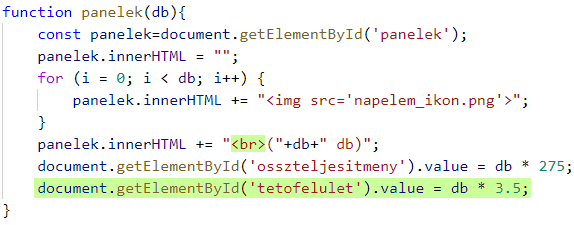 function panelek(db){
    const panelek=document.getElementById('panelek');
    panelek.innerHTML = "";
    for (i = 0; i < db; i++) {
        panelek.innerHTML += "<img src='napelem_ikon.png'>";
    }
    panelek.innerHTML += "<br>("+db+" db)";
    document.getElementById('osszteljesitmeny').value = db * 275;
    document.getElementById('tetofelulet').value = db * 3.5;
}